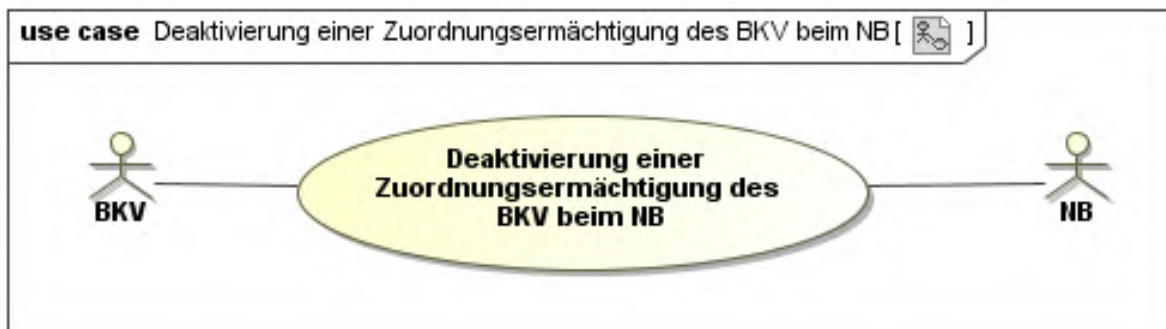 use case Deaktivierung einer Zuordnungsermächtigung des BKV beim NB [ ]
Deaktivierung einer
Zuordnungsermächtigung des
BKV beim NB
BKV
NB